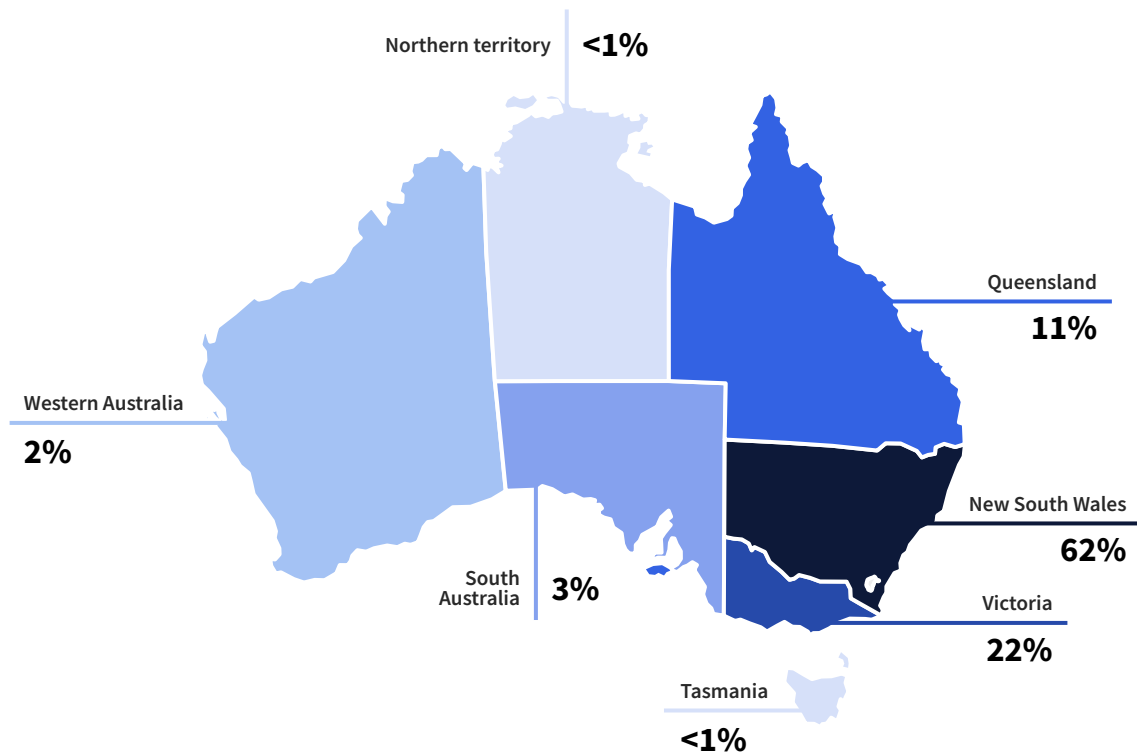 Northern territory
<1%
Queensland
11%
Western Australia
2%
New South Wales
62%
South
Australia
3%
Victoria
22%
Tasmania
<1%